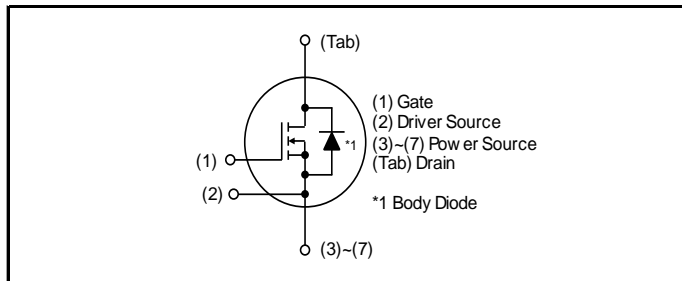 (Tab)
(1) Gate
(2) Driver Source
(3)~(7) Power Source
(Tab) Drain
*1
(1)
(2)
*1 Body Diode
(3)~(7)